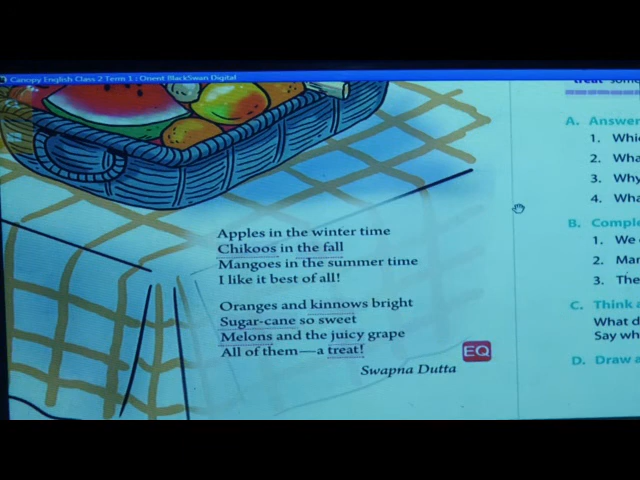 Canopy English Class 2 Term 1 : Orient BlackSwan Digital
Apples in the winter time
Chikoos in the fall
Mangoes in the summer time
I like it best of all!
Oranges and kinnows bright
Sugar-cane so sweet
Melons and the juicy grape
All of them—a treat!
EQ
Swapna Dutta
treat
A. Answer
1. Whi
2. Wha
3. Why
4. Wha
B. Comple
1. We
2. Man
3. The
C. Think a
What d
Say wh
D. Draw a